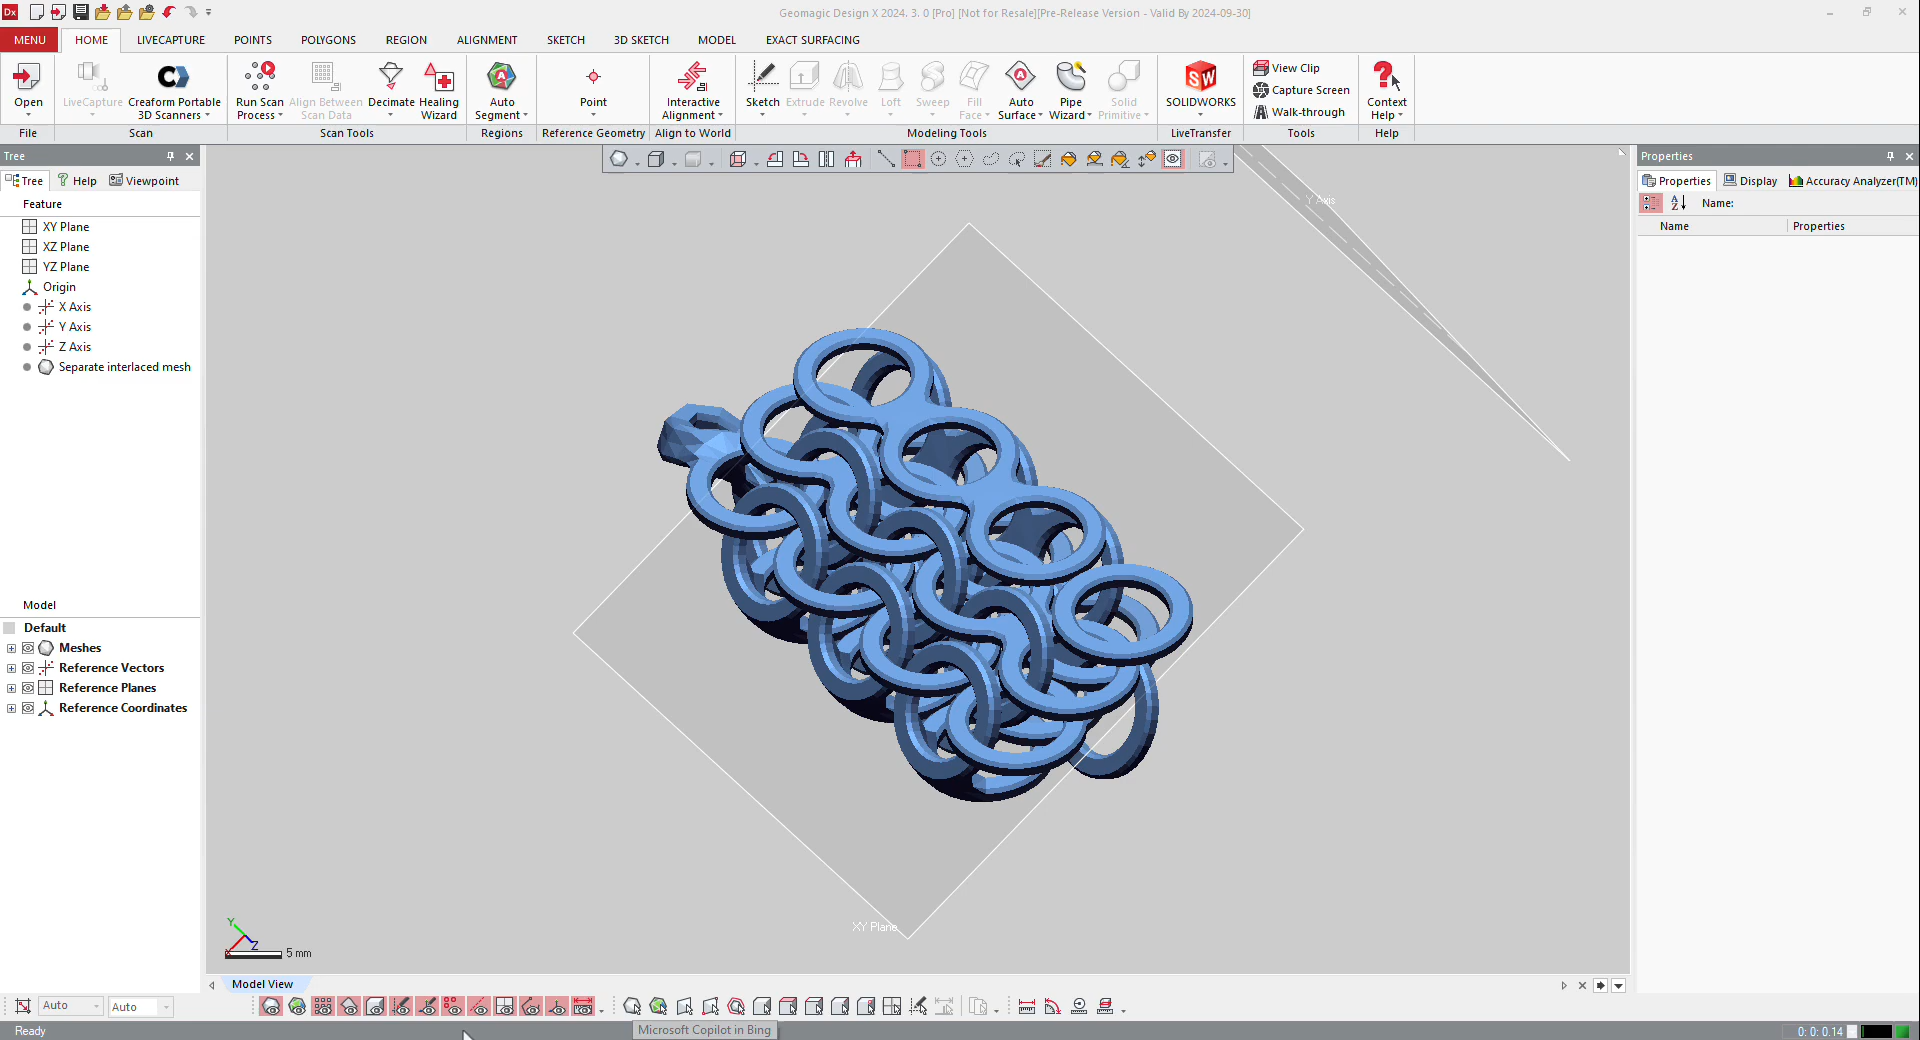 Dx
Geomagic Design X 2024. 3. 0 [Pro] [Not for Resale][Pre-Release Version - Valid By 2024-09-30]
MENU HOME LIVECAPTURE POINTS POLYGONS REGION ALIGNMENT SKETCH 3D SKETCH MODEL EXACT SURFACING
Open LiveCapture Creaform Portable 3D Scanners Run Scan Process Align Between Scan Data Decimate Healing Wizard Auto Segment Point Interactive Alignment Sketch Extrude Revolve Loft Sweep Fill Face Auto Surface Pipe Wizard Solid Primitive SOLIDWORKS View Clip Capture Screen Walk-through Context Help
File Scan Scan Tools Regions Reference Geometry Align to World Modeling Tools LiveTransfer Tools Help
Tree
Tree Help Viewpoint
Feature
XY Plane
XZ Plane
YZ Plane
Origin
X Axis
Y Axis
Z Axis
Separate interlaced mesh
Model
Default
Meshes
Reference Vectors
Reference Planes
Reference Coordinates
Y Axis
XY Plane
Y
Z
5 mm
Properties
Properties Display Accuracy Analyzer(TM)
Name:
Name Properties
Model View
Auto Auto
Microsoft Copilot in Bing
Ready
0: 0: 0.14